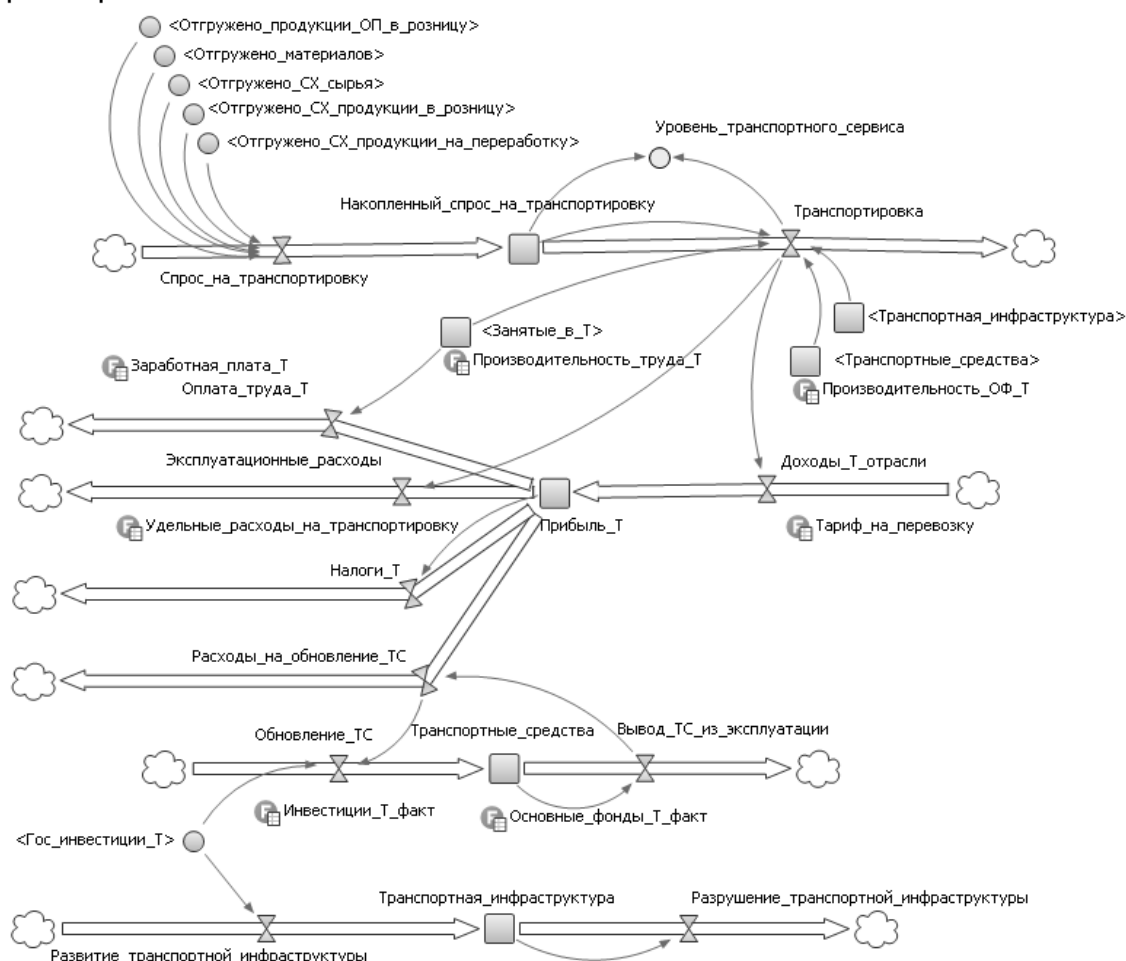 <Отгружено_продукции_ОП_в_розницу>
<Отгружено_материалов>
<Отгружено_СХ_сырья>
<Отгружено_СХ_продукции_в_розницу>
<Отгружено_СХ_продукции_на_переработку>
Уровень_транспортного_сервиса
Накопленный_спрос_на_транспортировку
Транспортировка
Спрос_на_транспортировку
<Транспортная_инфраструктура>
<Занятые_в_Т>
Производительность_труда_Т
<Транспортные_средства>
Производительность_ОФ_Т
Заработная_плата_Т
Оплата_труда_Т
Эксплуатационные_расходы
Доходы_Т_отрасли
Удельные_расходы_на_транспортировку
Прибыль_Т
Тариф_на_перевозку
Налоги_Т
Расходы_на_обновление_ТС
Обновление_ТС
Транспортные_средства
Вывод_ТС_из_эксплуатации
Инвестиции_Т_факт
Основные_фонды_Т_факт
<Гос_инвестиции_Т>
Транспортная_инфраструктура
Разрушение_транспортной_инфраструктуры
Развитие_транспортной_инфраструктуры